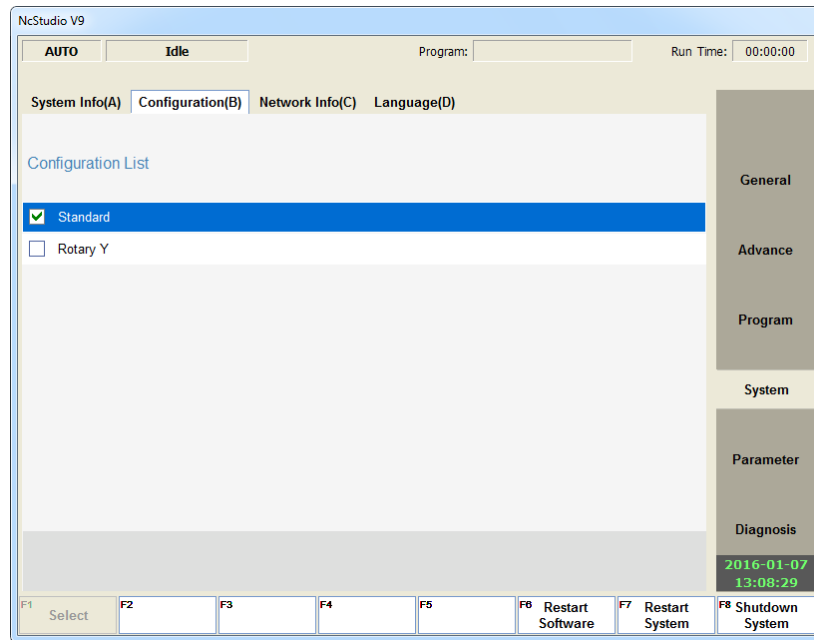 NcStudio V9
AUTO Idle Program: Run Time: 00:00:00
System Info(A) Configuration(B) Network Info(C) Language(D)
Configuration List
Standard
Rotary Y
General
Advance
Program
System
Parameter
Diagnosis
2016-01-07
13:08:29
F1 Select
F2
F3
F4
F5
F6 Restart
Software
F7 Restart
System
F8 Shutdown
System